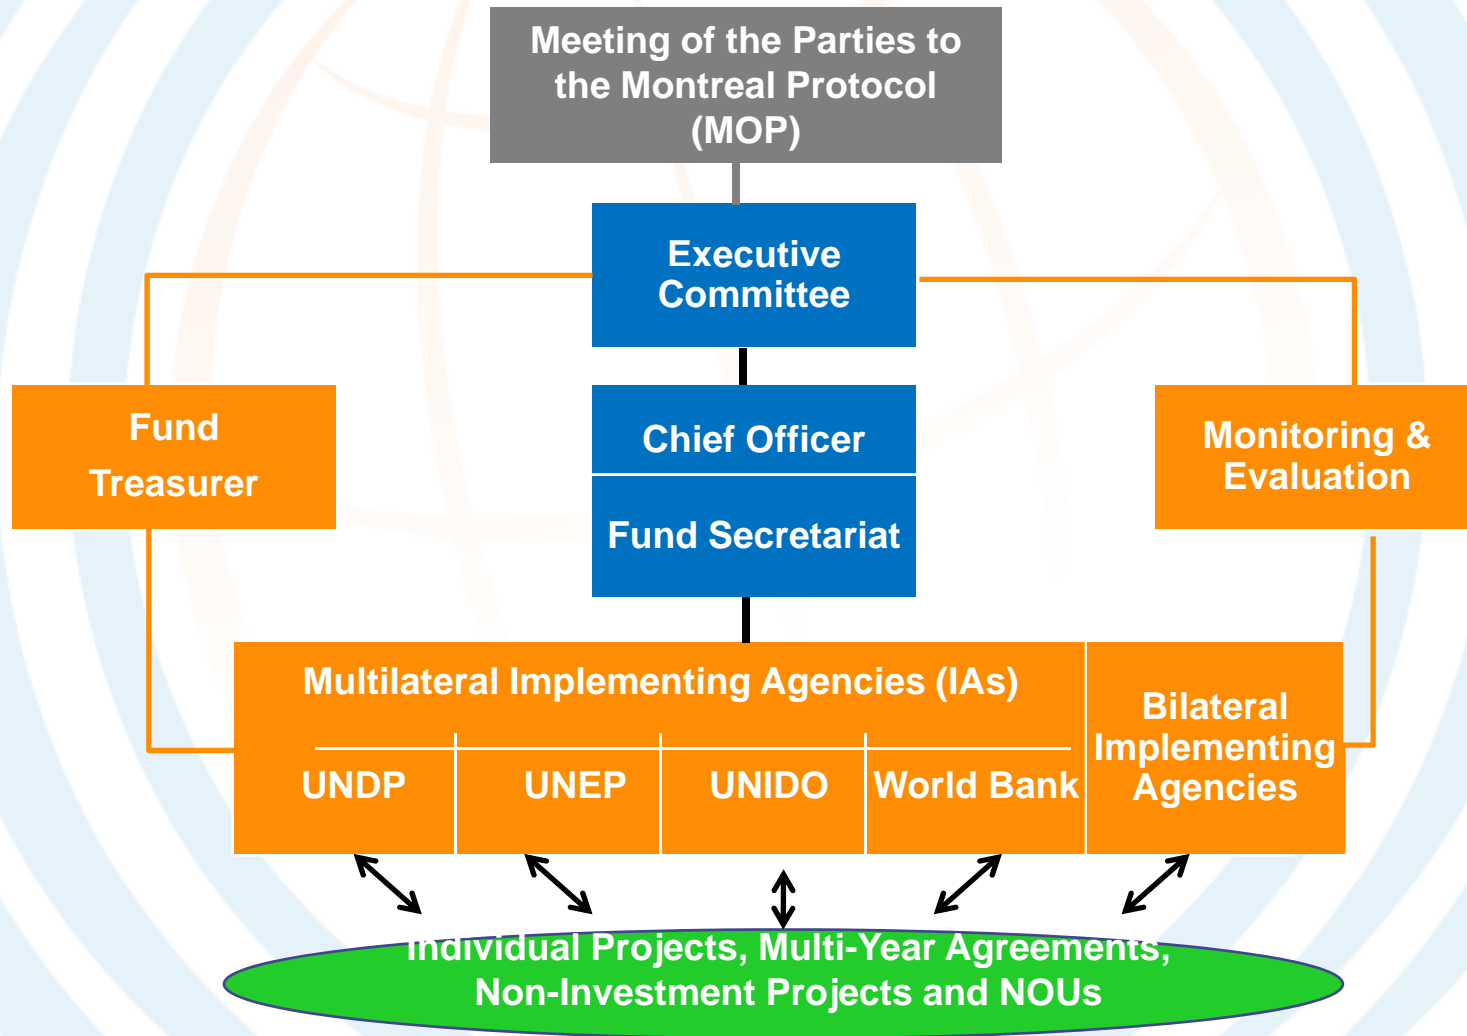 Meeting of the Parties to
the Montreal Protocol
(MOP)
Executive
Committee
Fund
Treasurer
Chief Officer
Fund Secretariat
Monitoring &
Evaluation
Multilateral Implementing Agencies (IAs)
UNDP
UNEP
UNIDO
World Bank
Bilateral
Implementing
Agencies
Individual Projects, Multi-Year Agreements,
Non-Investment Projects and NOUs